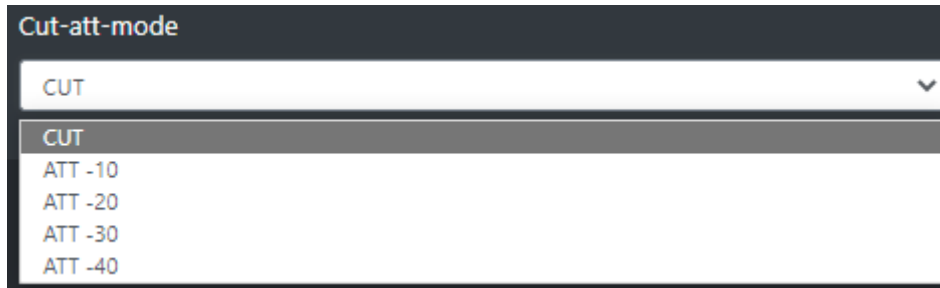 Cut-att-mode
CUT
CUT
ATT -10
ATT -20
ATT -30
ATT -40